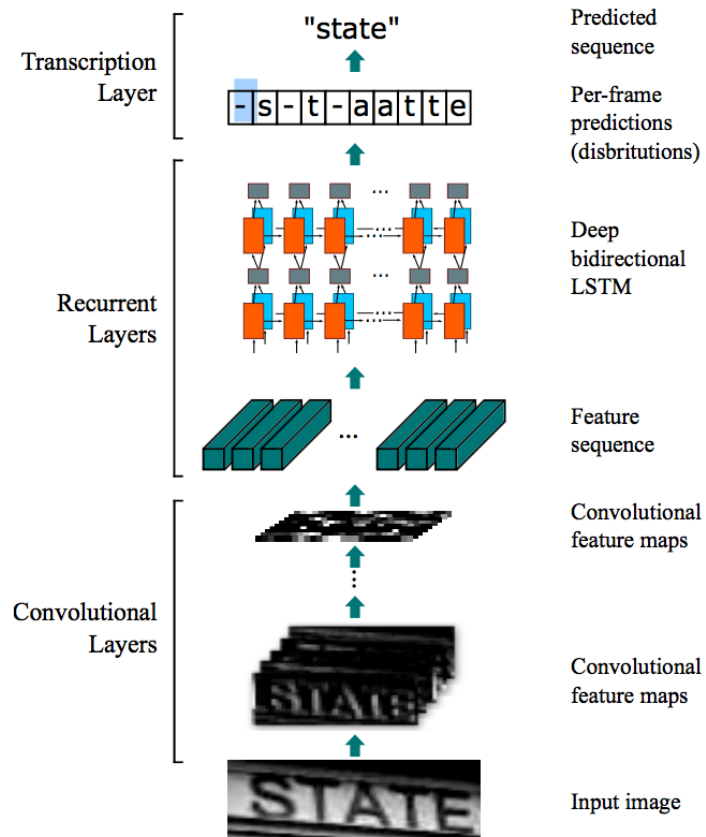 "state"
Predicted
sequence
Transcription
Layer
-s-t-aatte
Per-frame
predictions
(disbritutions)
...
...
Deep
bidirectional
LSTM
Recurrent
Layers
...
...
...
Feature
sequence
Convolutional
feature maps
...
Convolutional
Layers
STATE
Convolutional
feature maps
STATE
Input image